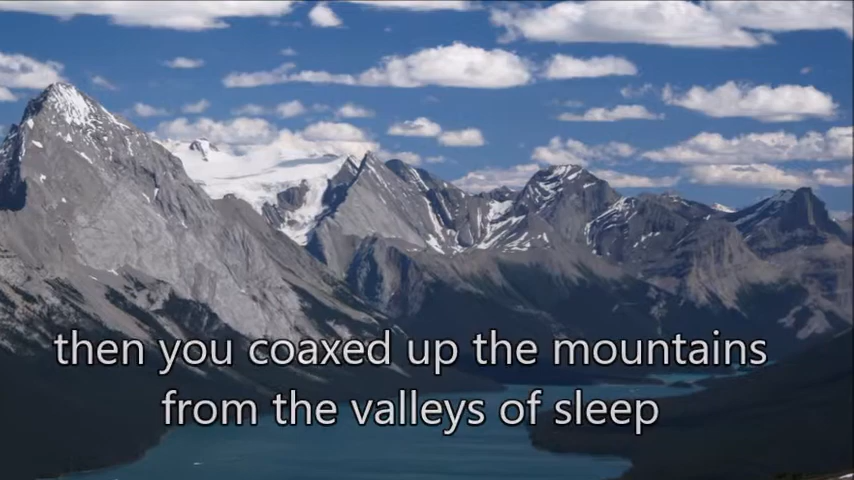 then you coaxed up the mountains
from the valleys of sleep